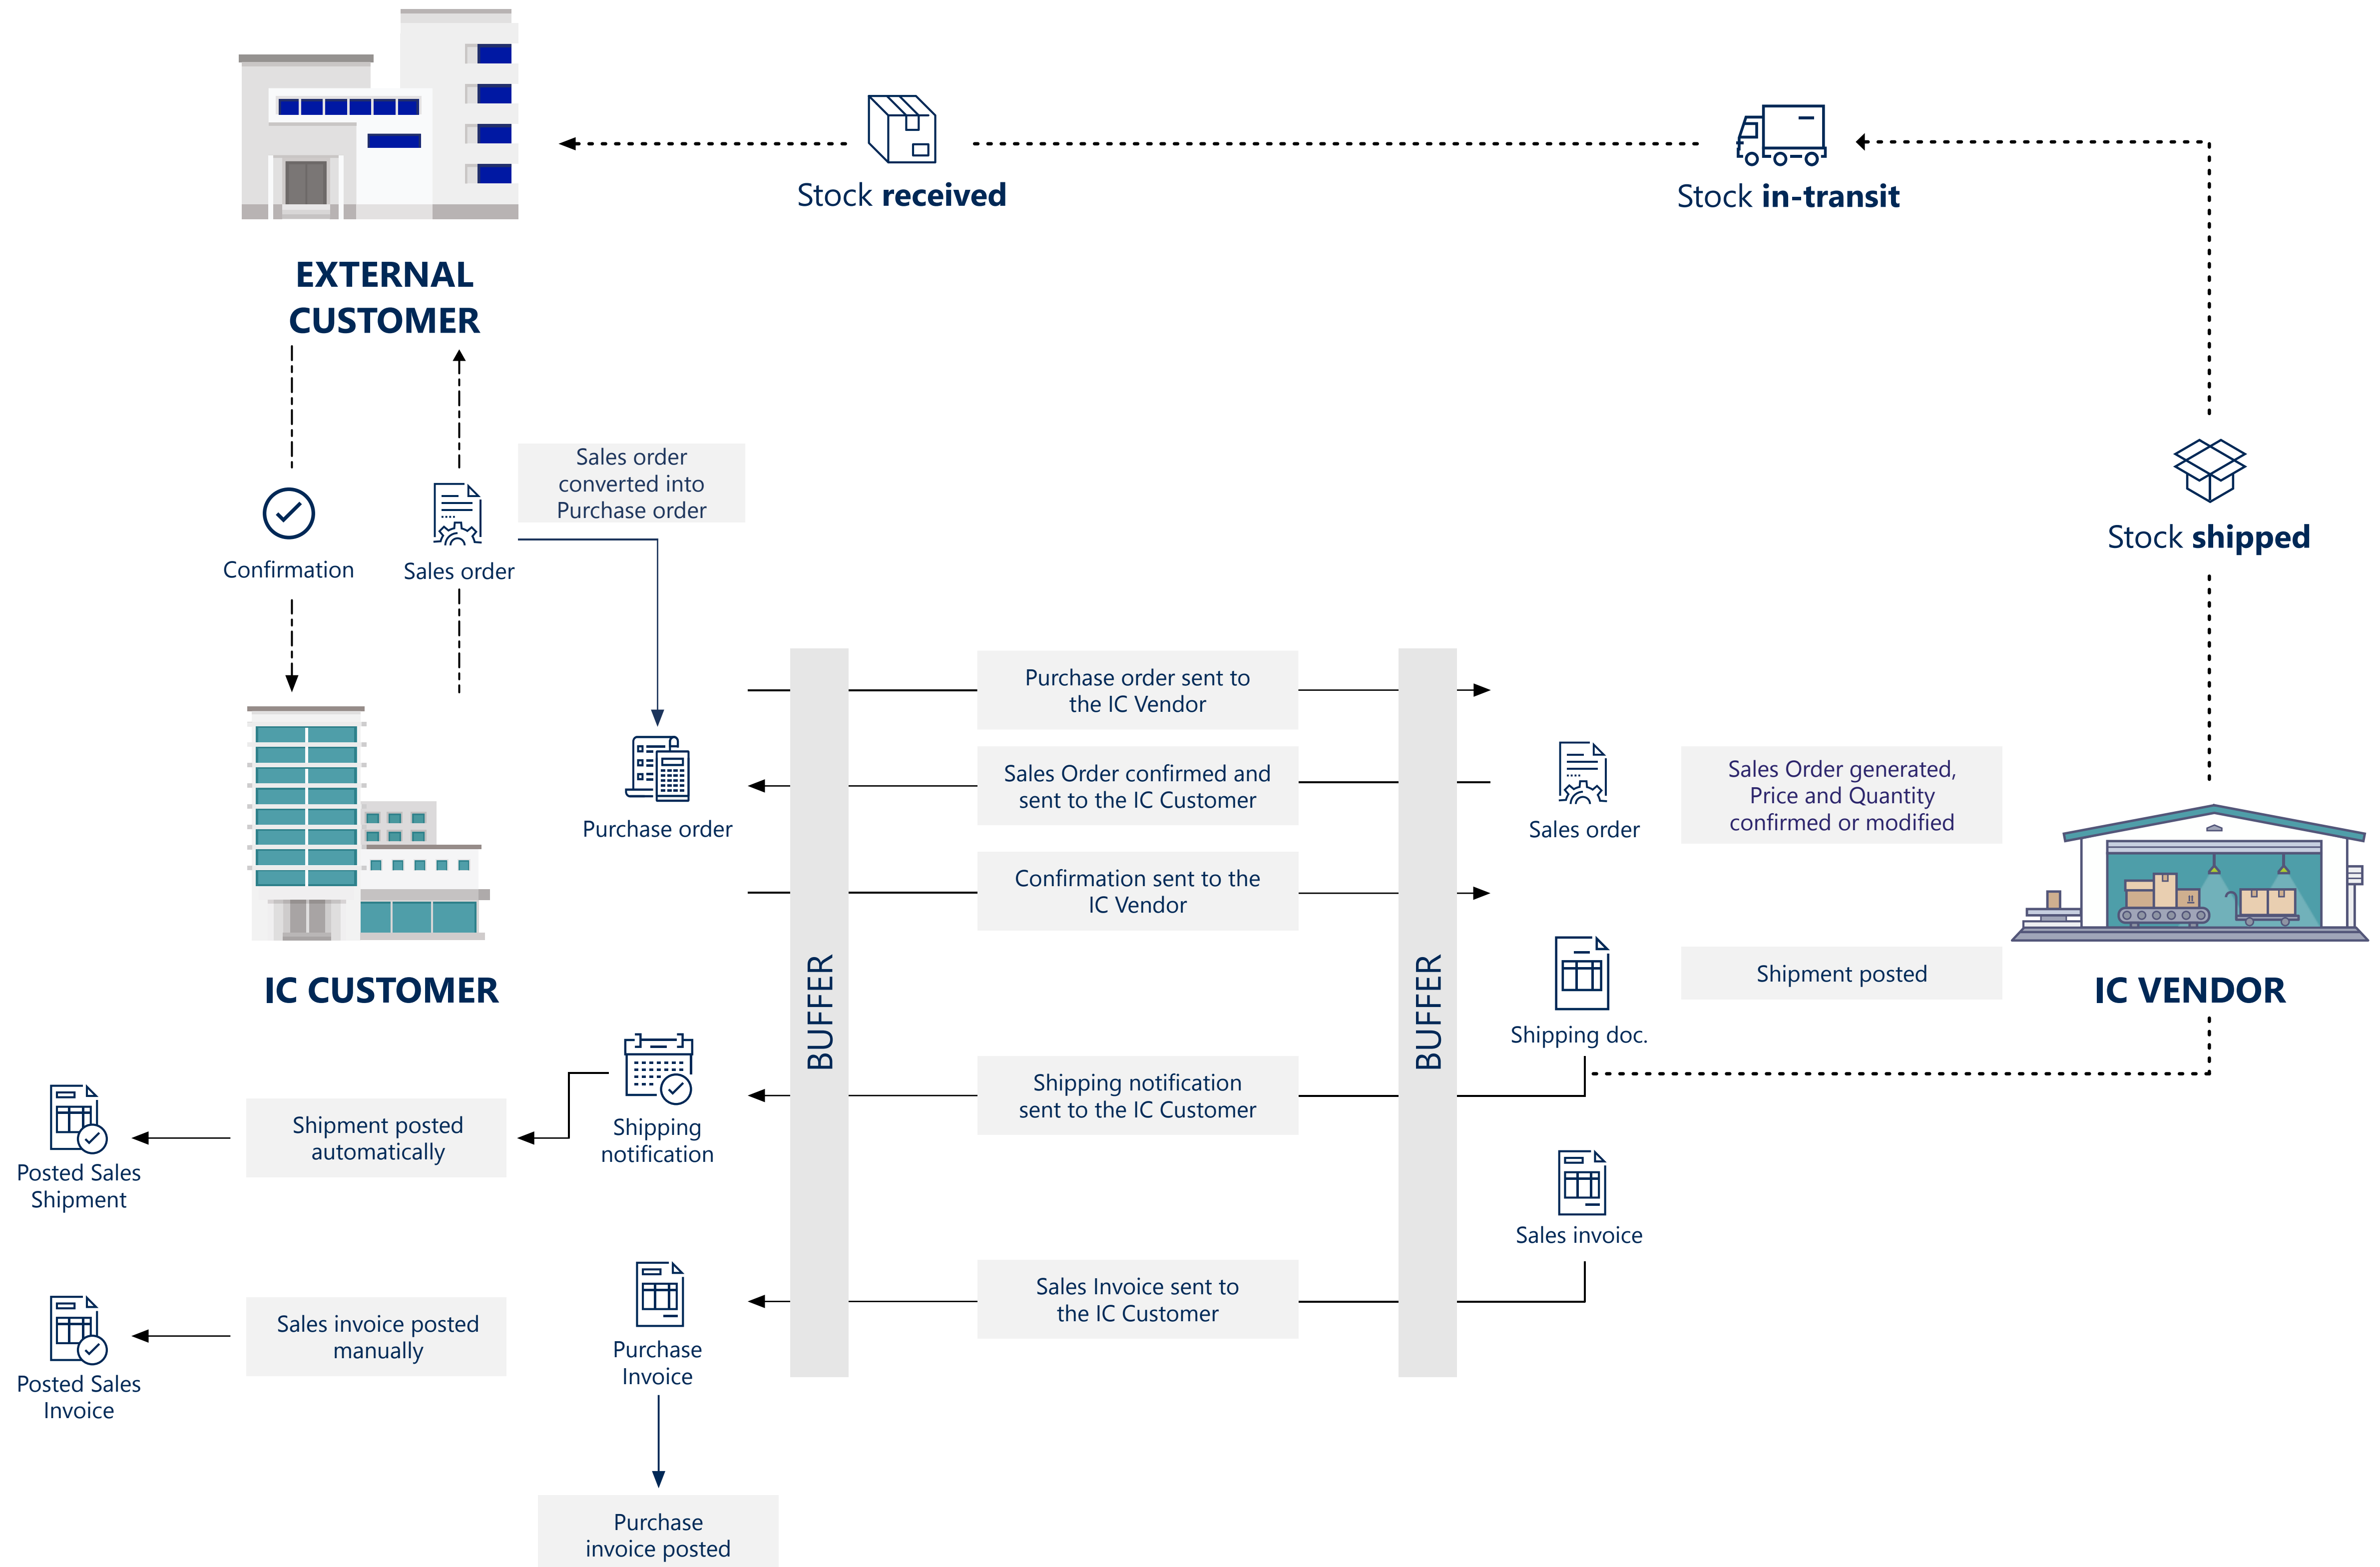 Stock received
Stock in-transit
EXTERNAL
CUSTOMER
Sales order
converted into
Purchase order
Stock shipped
Confirmation
Sales order
Purchase order sent to
the IC Vendor
Sales Order confirmed and
sent to the IC Customer
Sales Order generated,
Price and Quantity
confirmed or modified
Purchase order
Sales order
Confirmation sent to the
IC Vendor
BUFFER
BUFFER
Shipment posted
IC CUSTOMER
IC VENDOR
Shipping doc.
Shipping notification
sent to the IC Customer
Shipping
notification
Shipment posted
automatically
Posted Sales
Shipment
Sales invoice
Sales Invoice sent to
the IC Customer
Sales invoice posted
manually
Purchase
Invoice
Posted Sales
Invoice
Purchase
invoice posted